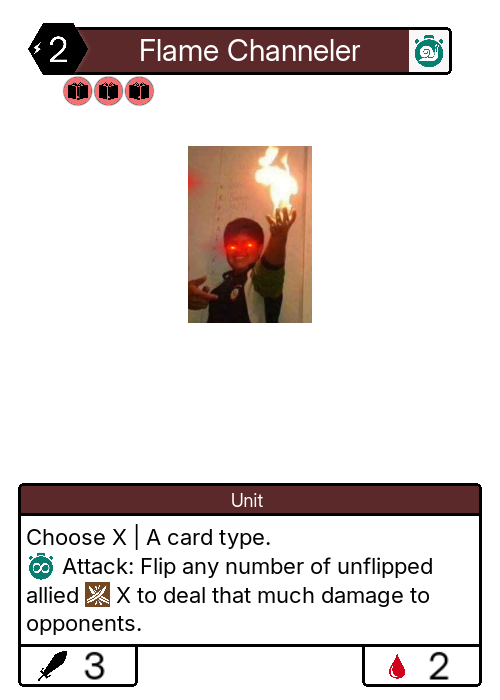 2
Flame Channeler
Unit
Choose X | A card type.
Attack: Flip any number of unflipped
allied X to deal that much damage to
opponents.
3
2